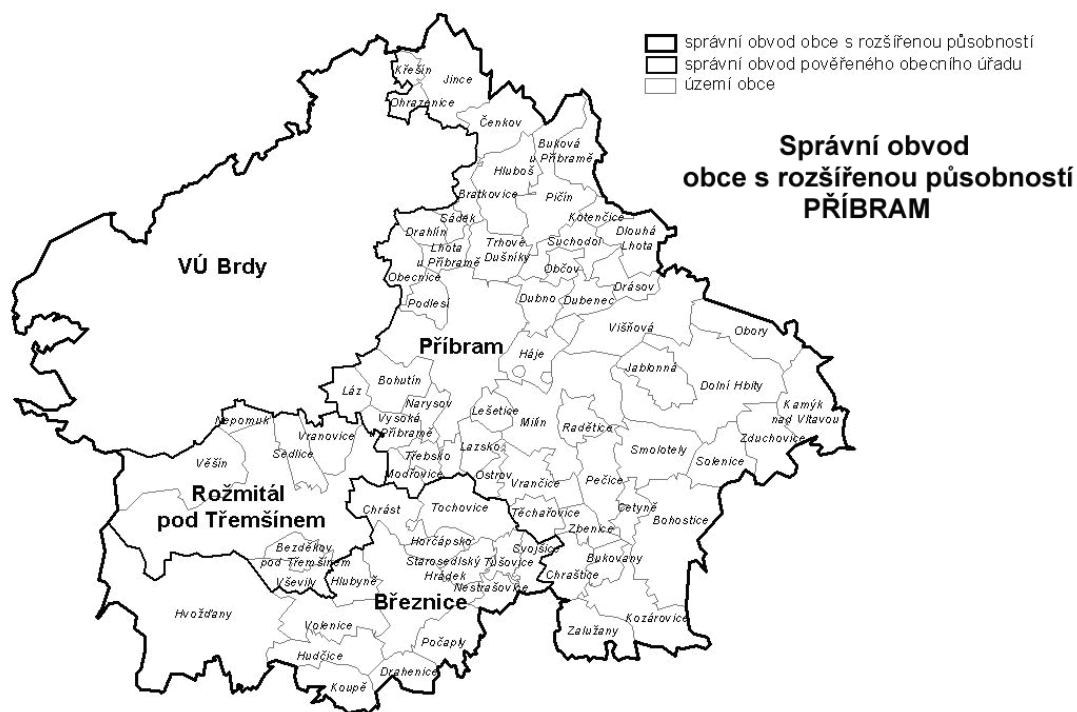 správní obvod obce s rozšířenou působností
správní obvod pověřeného obecního úřadu
území obce
Správní obvod
obce s rozšířenou působností
PŘÍBRAM
Křešín
Jince
Ohrazenice
Čenkov
Buková
u Příbramě
Hluboš
Bratkovice
Pičín
Sádek
Kotenčice
Drahlín
Dlouhá
Lhota
Lhota
u Příbramě
Trhové
Dušníky
Suchodol
VÚ Brdy
Občov
Obecnice
Drásov
Podlesí
Dubno
Dubenec
Višňová
Obory
Příbram
Háje
Jablonná
Bohutín
Dolní Hbity
Láz
Narysov
Lešetice
Kamýk
nad Vltavou
Nepomuk
Vysoká
u Příbramě
Milín
Radětice
Vranovice
Zduchovice
Sedlice
Lazsko
Smolotely
Třebsko
Solenice
Věšín
Modřovice
Ostrov
Vrančice
Pečice
Rožmitál
pod Třemšínem
Chrást
Tochovice
Těchařovice
Cetyně
Bohostice
Zbenice
Horčápsko
Svojšice
Bezděkov
pod Třemšínem
Starosedlský
Hrádek
Tušovice
Bukovany
Vševily
Hlubyně
Nestrašovice
Chraštice
Březnice
Hvožďany
Volenice
Kozárovice
Zalužany
Počaply
Hudčice
Drahenice
Koupě